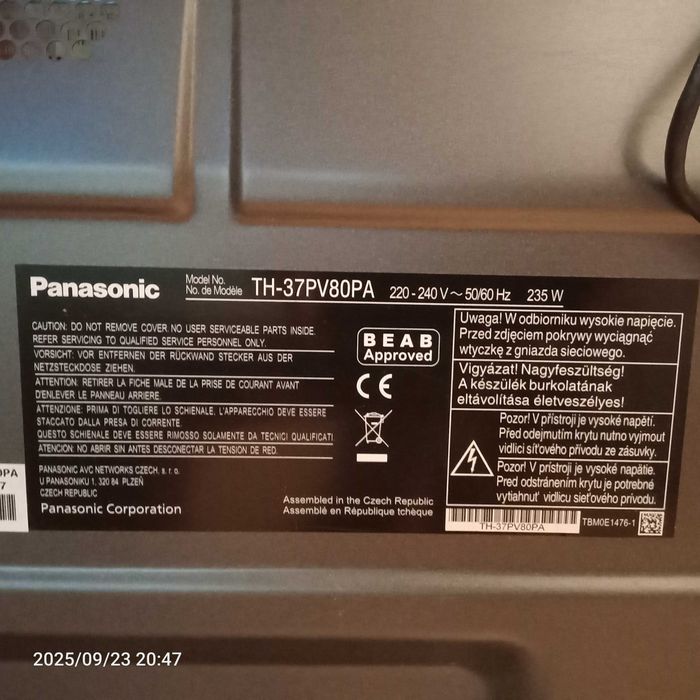 Panasonic
Model No.
No. de Modèle
TH-37PV80PA
220 - 240 V ~ 50/60 Hz
235 W
CAUTION: DO NOT REMOVE COVER. NO USER SERVICEABLE PARTS INSIDE.
REFER SERVICING TO QUALIFIED SERVICE PERSONNEL ONLY.
VORSICHT: VOR ENTFERNEN DER RÜCKWAND STECKER AUS DER
NETZSTECKDOSE ZIEHEN.
ATTENTION: RETIRER LA FICHE MALE DE LA PRISE DE COURANT AVANT
D'ENLEVER LE PANNEAU ARRIERE.
ATTENZIONE: PRIMA DI TOGLIERE LO SCHIENALE. L'APPARECCHIO DEVE ESSERE
STACCATO DALLA PRESA DI CORRENTE
QUESTO SCHIENALE DEVE ESSERE RIMOSSO SOLAMENTE DA TECNICI QUALIFICATI
ATENCION: NO ABRIR SIN ANTES DESCONECTAR LA TENSION DE RED.
PANASONIC AVC NETWORKS CZECH. s. r. o.
U PANASONIKU 1, 320 84 PLZEŇ
CZECH REPUBLIC
Panasonic Corporation
BEAB
Approved
CE
Assembled in the Czech Republic
Assemblé en République tchèque
Uwaga! W odbiorniku wysokie napięcie.
Przed zdjęciem pokrywy wyciągnąć
wtyczkę z gniazda sieciowego.
Vigyázat! Nagyfeszültség!
A készülék burkolatának
eltávolítása életveszélyes!
Pozor! V přístroji je vysoké napětí.
Před odejmutím krytu nutno vyjmout
vidlici síťového přívodu ze zásuvky.
Pozor! V prístroji je vysoké napätie.
Pred odstránením krytu je potrebné
vytiahnuť vidlicu sieťového prívodu.
TH-37PV80PA
TBM0E1476-1
0PA
7
2025/09/23 20:47